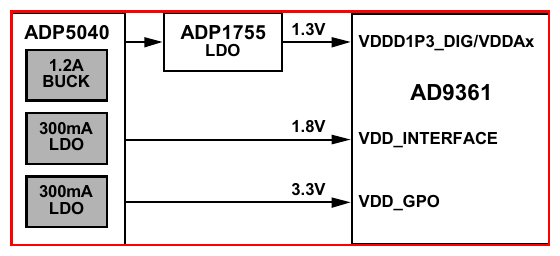 ADP5040
1.2A
BUCK
300mA
LDO
300mA
LDO
ADP1755
LDO
1.3V
1.8V
3.3V
VDDD1P3_DIG/VDDAx
AD9361
VDD_INTERFACE
VDD_GPO